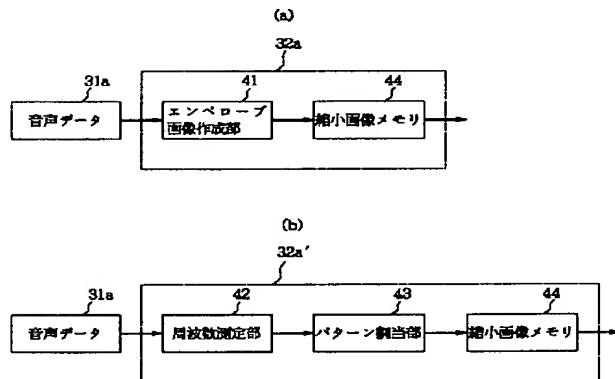 (a)
32a
31a
41
44
音声データ
エンベロープ
画像作成部
縮小画像メモリ
(b)
32a′
31a
42
43
44
音声データ
周波数測定部
パターン割当部
縮小画像メモリ